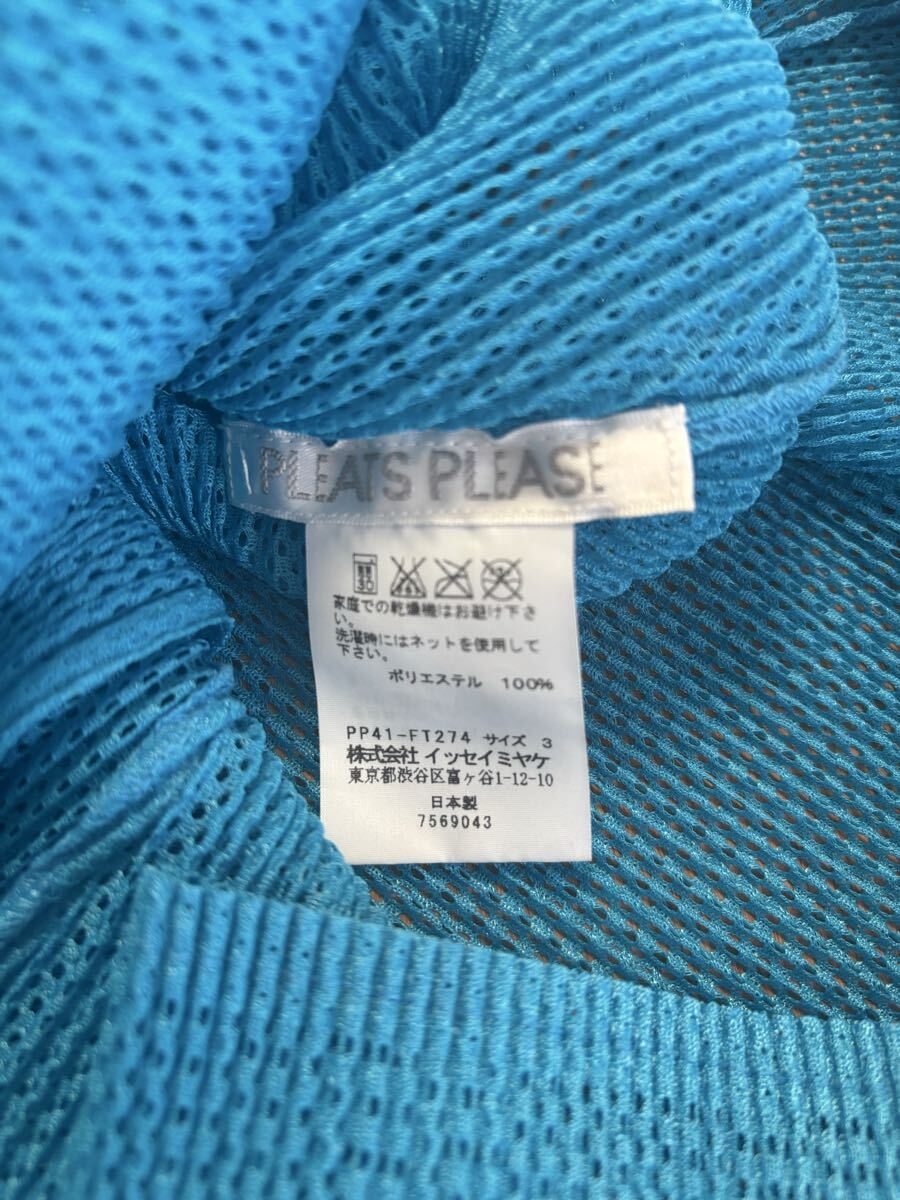 PLEATS PLEASE
30
家庭での乾燥機はお避け下さ
い。
洗濯時にはネットを使用して
下さい。
ポリエステル 100%
PP41-FT274 サイズ 3
株式会社 イッセイミヤケ
東京都渋谷区富ヶ谷1-12-10
日本製
7569043